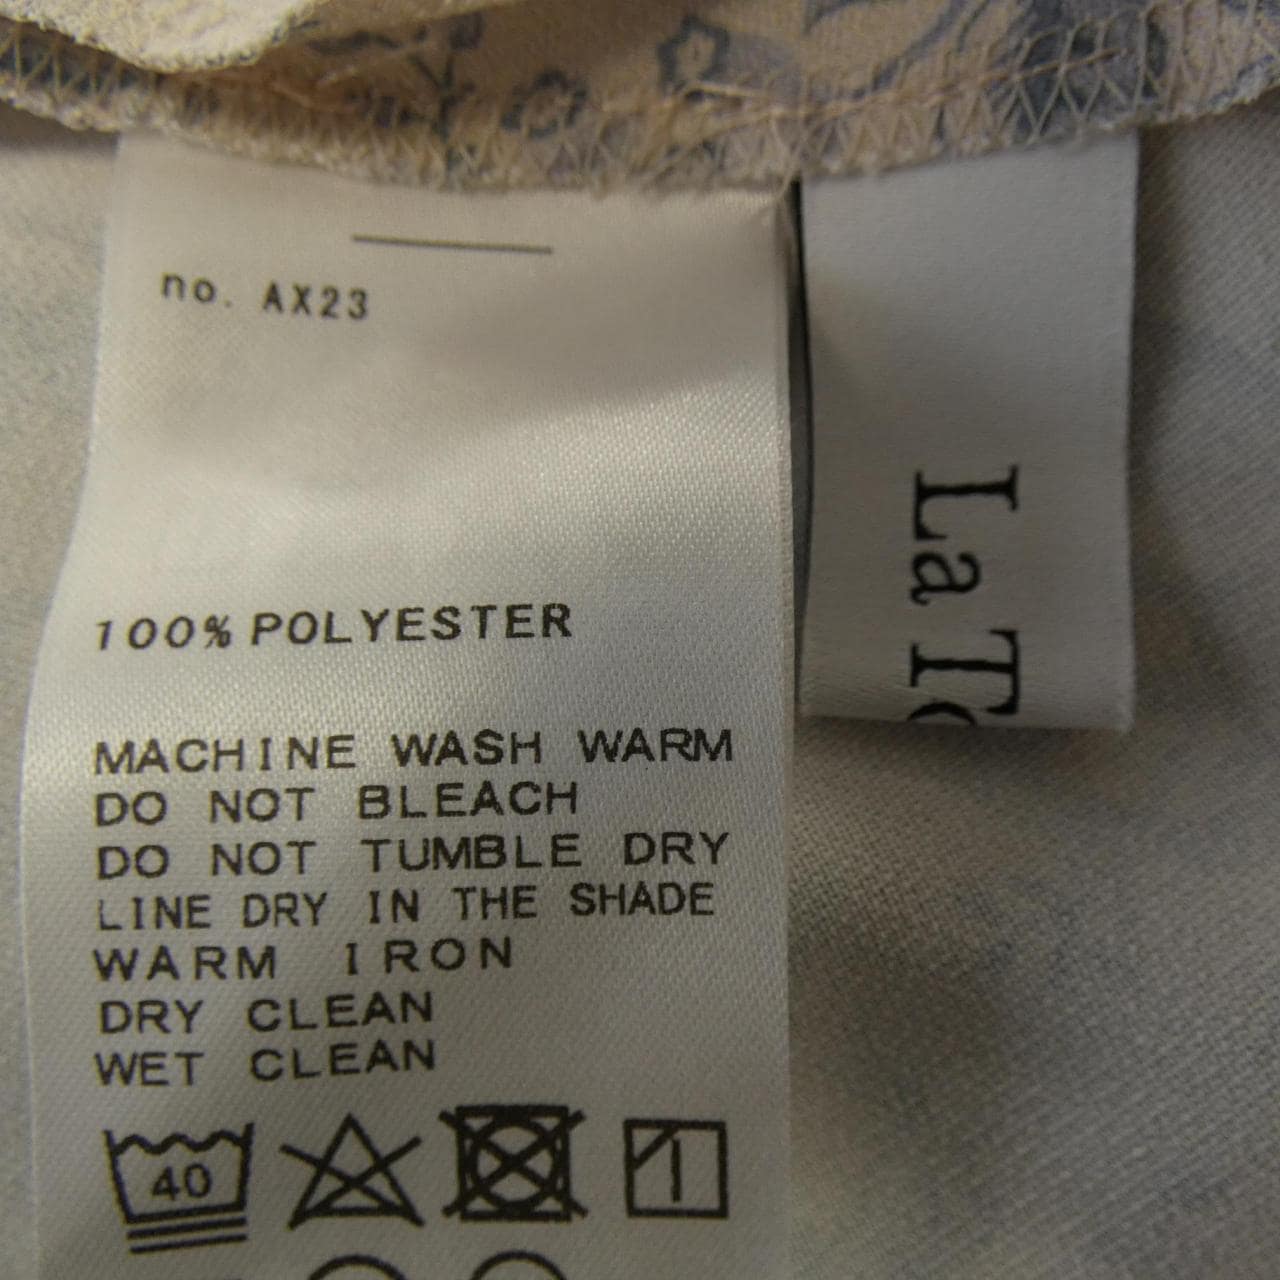 no. AX23
100% POLYESTER
MACHINE WASH WARM
DO NOT BLEACH
DO NOT TUMBLE DRY
LINE DRY IN THE SHADE
WARM IRON
DRY CLEAN
WET CLEAN
40
La